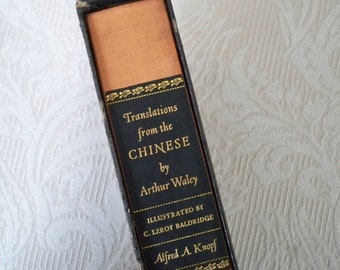 Translations
from the
CHINESE
by
Arthur Waley
ILLUSTRATED BY
C. LEROY BALDRIDGE
Alfred A. Knopf